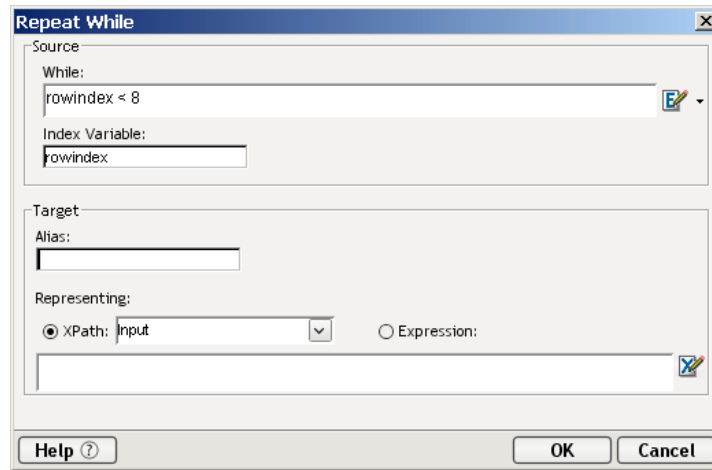 Repeat While
Source
While:
rowindex < 8
Index Variable:
rowindex
Target
Alias:
Representing:
XPath: Input Expression:
Help ? OK Cancel